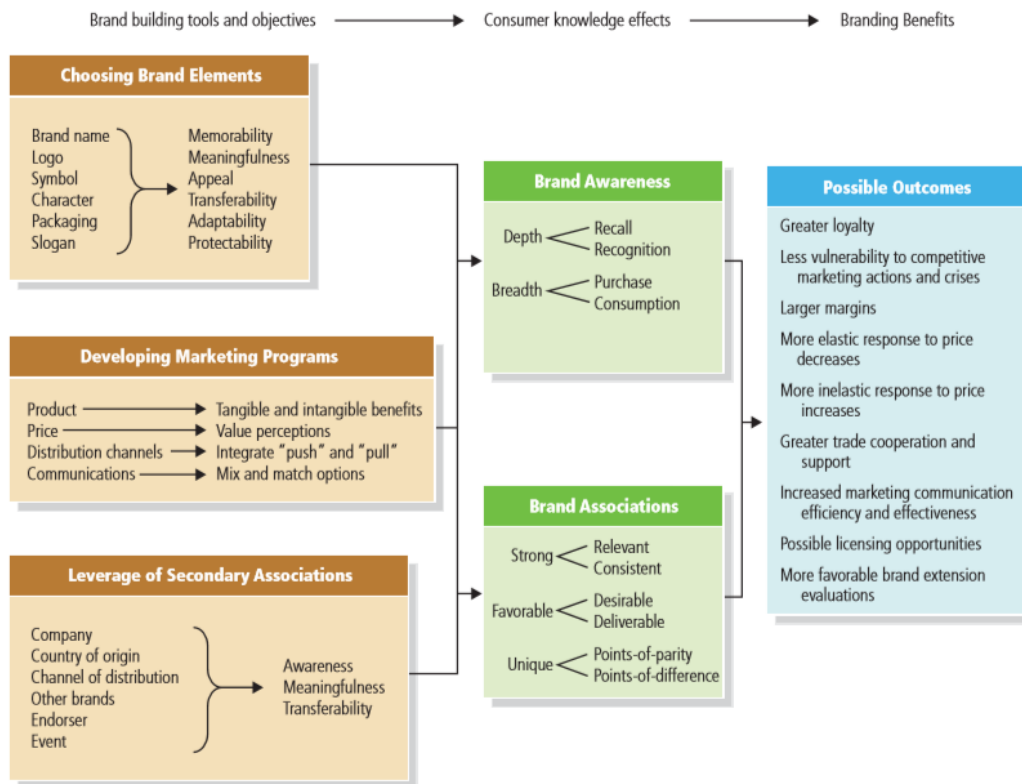 Brand building tools and objectives
Consumer knowledge effects
Branding Benefits
Choosing Brand Elements
Brand name
Logo
Symbol
Character
Packaging
Slogan
Memorability
Meaningfulness
Appeal
Transferability
Adaptability
Protectability
Developing Marketing Programs
Product
Tangible and intangible benefits
Price
Value perceptions
Distribution channels
Integrate "push" and "pull"
Communications
Mix and match options
Leverage of Secondary Associations
Company
Country of origin
Channel of distribution
Other brands
Endorser
Event
Awareness
Meaningfulness
Transferability
Brand Awareness
Depth
Recall
Recognition
Breadth
Purchase
Consumption
Brand Associations
Strong
Relevant
Consistent
Favorable
Desirable
Deliverable
Unique
Points-of-parity
Points-of-difference
Possible Outcomes
Greater loyalty
Less vulnerability to competitive
marketing actions and crises
Larger margins
More elastic response to price
decreases
More inelastic response to price
increases
Greater trade cooperation and
support
Increased marketing communication
efficiency and effectiveness
Possible licensing opportunities
More favorable brand extension
evaluations